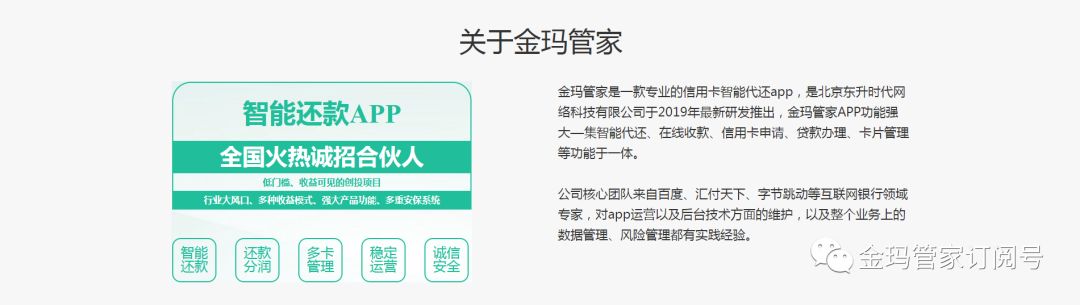 关于金玛管家
智能还款APP
全国火热诚招合伙人
低门槛、收益可见的创投项目
行业大风口、多种收益模式、强大产品功能、多重安保系统
智能
还款
还款
分润
多卡
管理
稳定
运营
诚信
安全
金玛管家是一款专业的信用卡智能代还app，是北京东升时代网
络科技有限公司于2019年最新研发推出，金玛管家APP功能强
大—集智能代还、在线收款、信用卡申请、贷款办理、卡片管理
等功能于一体。
公司核心团队来自百度、汇付天下、字节跳动等互联网银行领域
专家，对app运营以及后台技术方面的维护，以及整个业务上的
数据管理、风险管理都有实践经验。
金玛管家订阅号